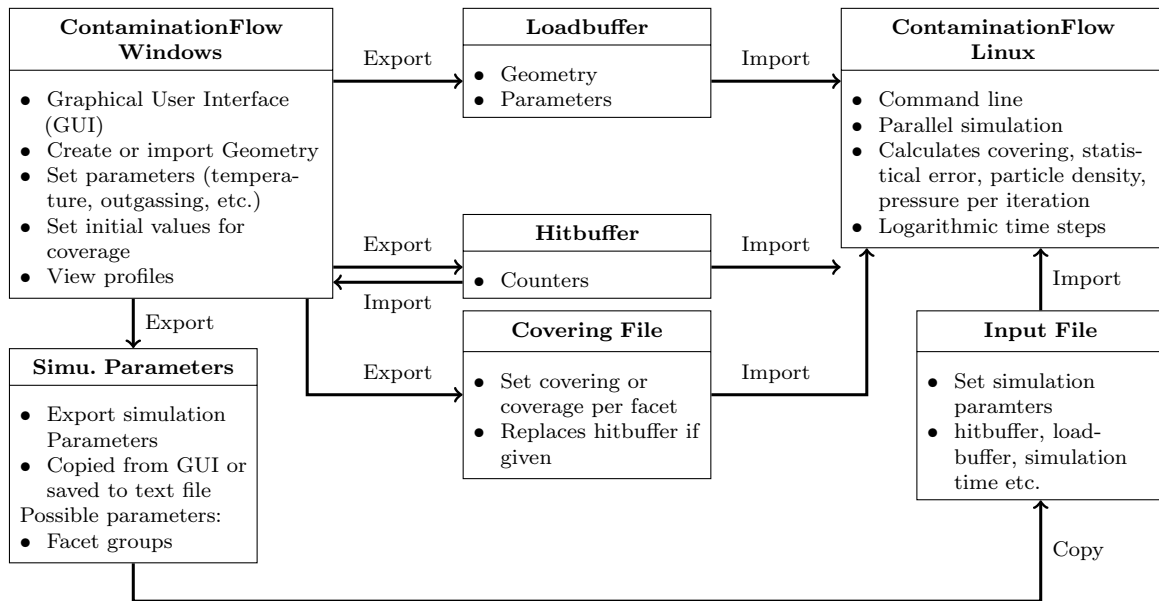 ContaminationFlow
Windows
• Graphical User Interface
(GUI)
• Create or import Geometry
• Set parameters (tempera-
ture, outgassing, etc.)
• Set initial values for
coverage
• View profiles
Export
Loadbuffer
• Geometry
• Parameters
Import
ContaminationFlow
Linux
• Command line
• Parallel simulation
• Calculates covering, statis-
tical error, particle density,
pressure per iteration
• Logarithmic time steps
Export
Import
Hitbuffer
• Counters
Import
Export
Covering File
• Set covering or
coverage per facet
• Replaces hitbuffer if
given
Import
Import
Input File
• Set simulation
paramters
• hitbuffer, load-
buffer, simulation
time etc.
Export
Simu. Parameters
• Export simulation
Parameters
• Copied from GUI or
saved to text file
Possible parameters:
• Facet groups
Copy